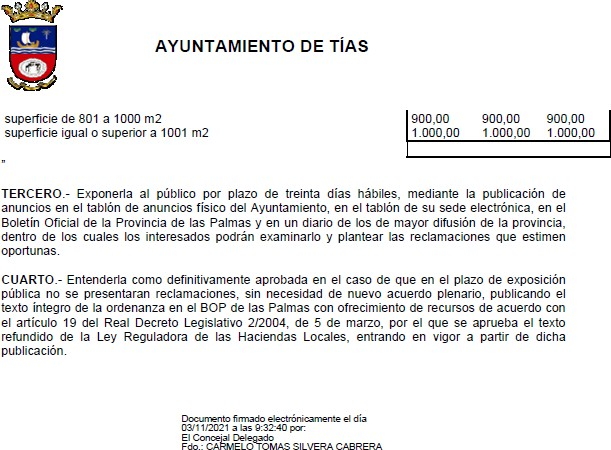 AYUNTAMIENTO DE TÍAS
superficie de 801 a 1000 m2 900,00 900,00 900,00
superficie igual o superior a 1001 m2 1.000,00 1.000,00 1.000,00
”
TERCERO.- Exponerla al público por plazo de treinta días hábiles, mediante la publicación de
anuncios en el tablón de anuncios físico del Ayuntamiento, en el tablón de su sede electrónica, en el
Boletín Oficial de la Provincia de Las Palmas y en un diario de los de mayor difusión de la provincia,
dentro de los cuales los interesados podrán examinarlo y plantear las reclamaciones que estimen
oportunas.
CUARTO.- Entenderla como definitivamente aprobada en el caso de que en el plazo de exposición
pública no se presentaran reclamaciones, sin necesidad de nuevo acuerdo plenario, publicando el
texto íntegro de la ordenanza en el BOP de las Palmas con ofrecimiento de recursos de acuerdo con
el artículo 19 del Real Decreto Legislativo 2/2004, de 5 de marzo, por el que se aprueba el texto
refundido de la Ley Reguladora de las Haciendas Locales, entrando en vigor a partir de dicha
publicación.
Documento firmado electrónicamente el día
03/11/2021 a las 9:32:40 por:
El Concejal Delegado
Fdo.: CARMELO TOMAS SILVERA CABRERA